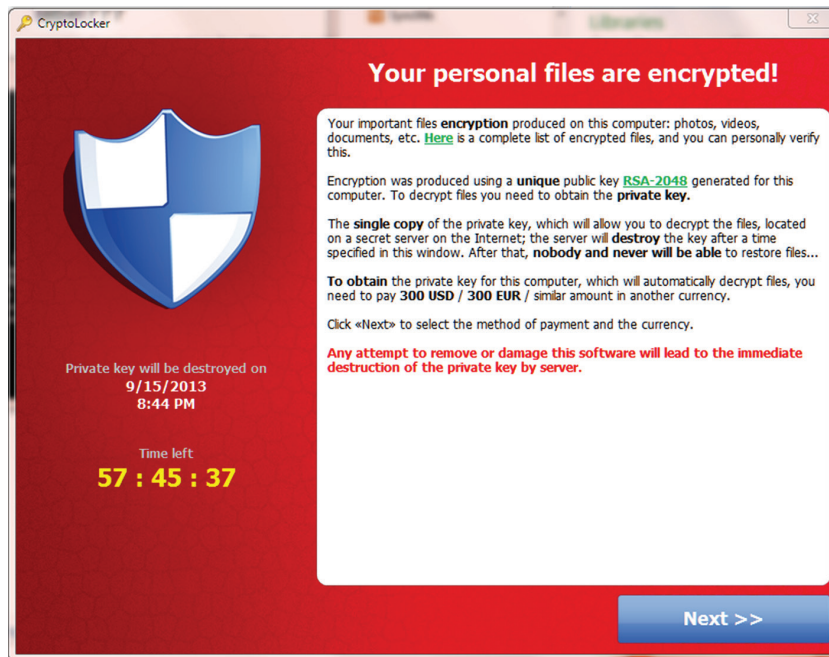 CryptoLocker
Your personal files are encrypted!
Your important files encryption produced on this computer: photos, videos,
documents, etc. Here is a complete list of encrypted files, and you can personally verify
this.
Encryption was produced using a unique public key RSA-2048 generated for this
computer. To decrypt files you need to obtain the private key.
The single copy of the private key, which will allow you to decrypt the files, located
on a secret server on the Internet; the server will destroy the key after a time
specified in this window. After that, nobody and never will be able to restore files...
To obtain the private key for this computer, which will automatically decrypt files, you
need to pay 300 USD / 300 EUR / similar amount in another currency.
Click «Next» to select the method of payment and the currency.
Any attempt to remove or damage this software will lead to the immediate
destruction of the private key by server.
Private key will be destroyed on
9/15/2013
8:44 PM
Time left
57 : 45 : 37
Next >>